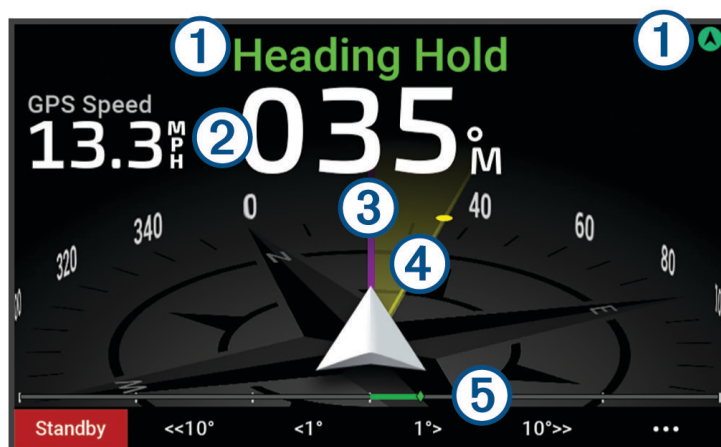 1 Heading Hold 1
GPS Speed
13.3 MPH 2 035°M
3
320 340 0 40 60 80
4
N E W
5
Standby <<10° <1° 1°> 10°>> •••